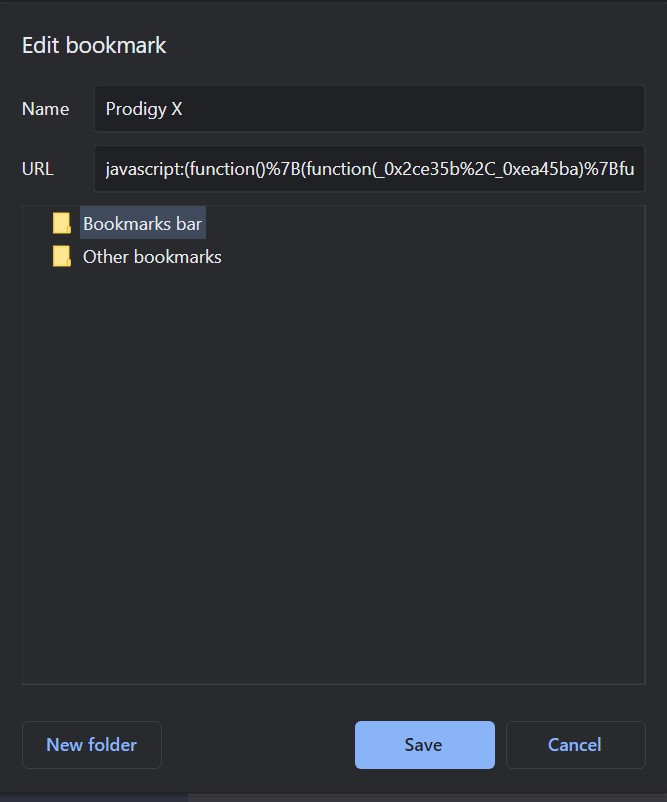 Edit bookmark
Name Prodigy X
URL javascript:(function()%7B(function(_0x2ce35b%2C_0xea45ba)%7Bfu
Bookmarks bar
Other bookmarks
New folder Save Cancel